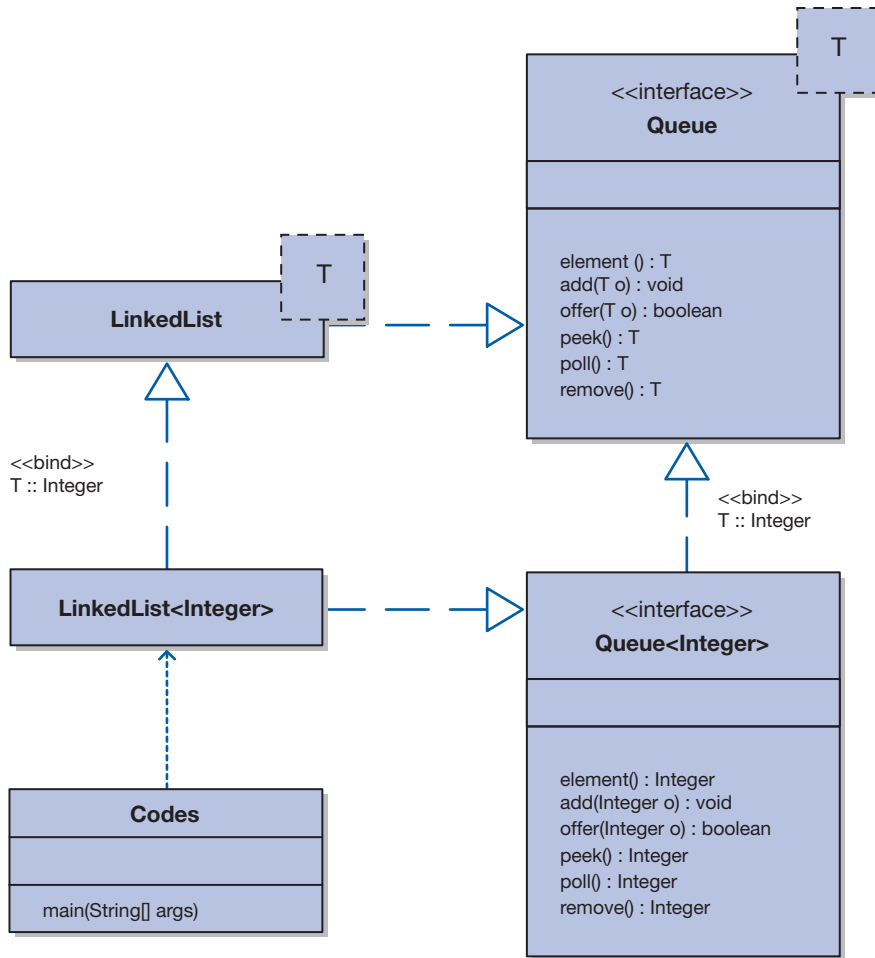 T
<<interface>>
Queue
element () : T
add(T o) : void
offer(T o) : boolean
peek() : T
poll() : T
remove() : T
T
LinkedList
<<bind>>
T :: Integer
<<bind>>
T :: Integer
LinkedList<Integer>
<<interface>>
Queue<Integer>
element() : Integer
add(Integer o) : void
offer(Integer o) : boolean
peek() : Integer
poll() : Integer
remove() : Integer
Codes
main(String[] args)